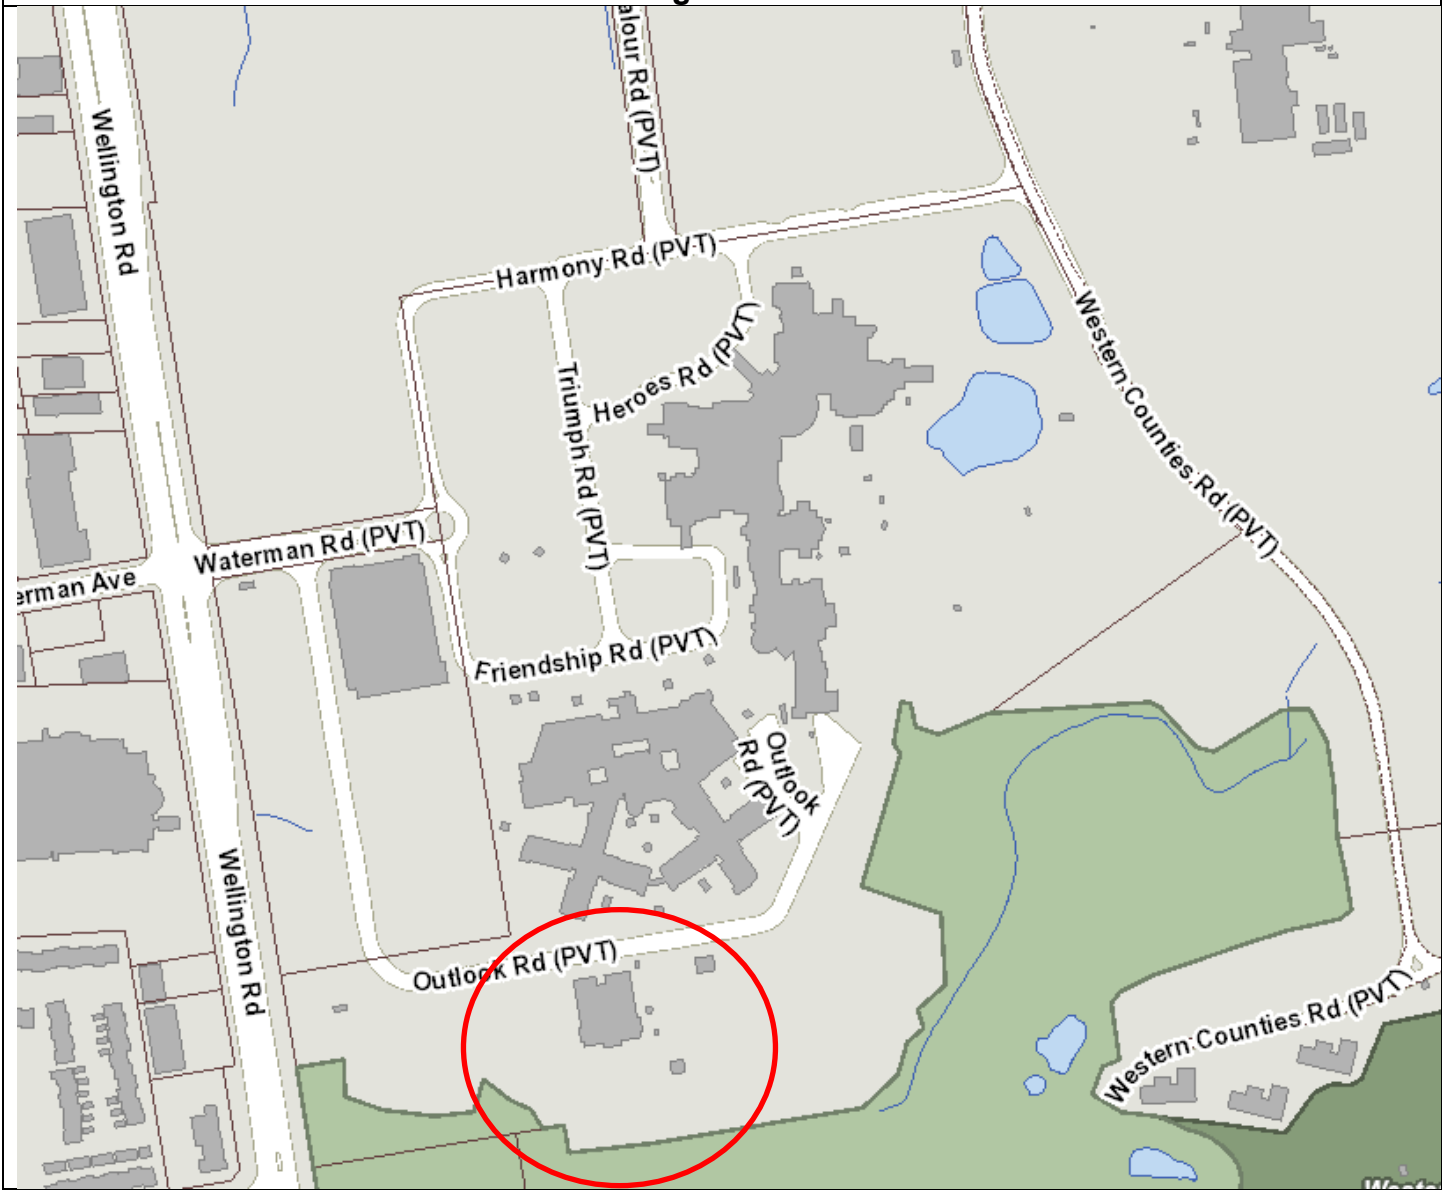 alour Rd (PVT)
Wellington Rd
Harmony Rd (PVT)
Heroes Rd (PVT)
Western Counties Rd (PVT)
Triumph Rd (PVT)
Waterman Rd (PVT)
erman Ave
Friendship Rd (PVT)
Outlook
Rd (PVT)
Wellington Rd
Outlook Rd (PVT)
Western Counties Rd (PVT)